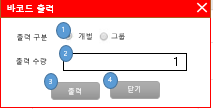 바코드 출력
출력 구분 1 개별 그룹
출력 수량 2 1
3 출력 4 닫기